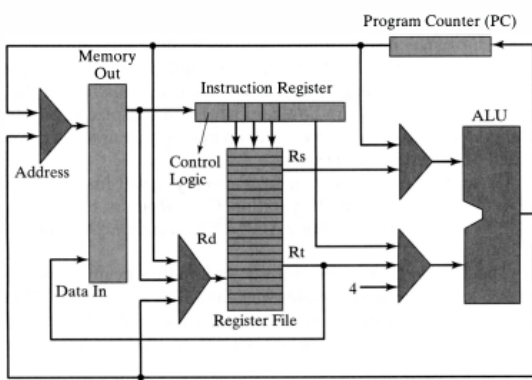 Program Counter (PC)
Memory
Out
Instruction Register
ALU
Address
Control
Logic
Rs
Rd
Rt
4
Data In
Register File